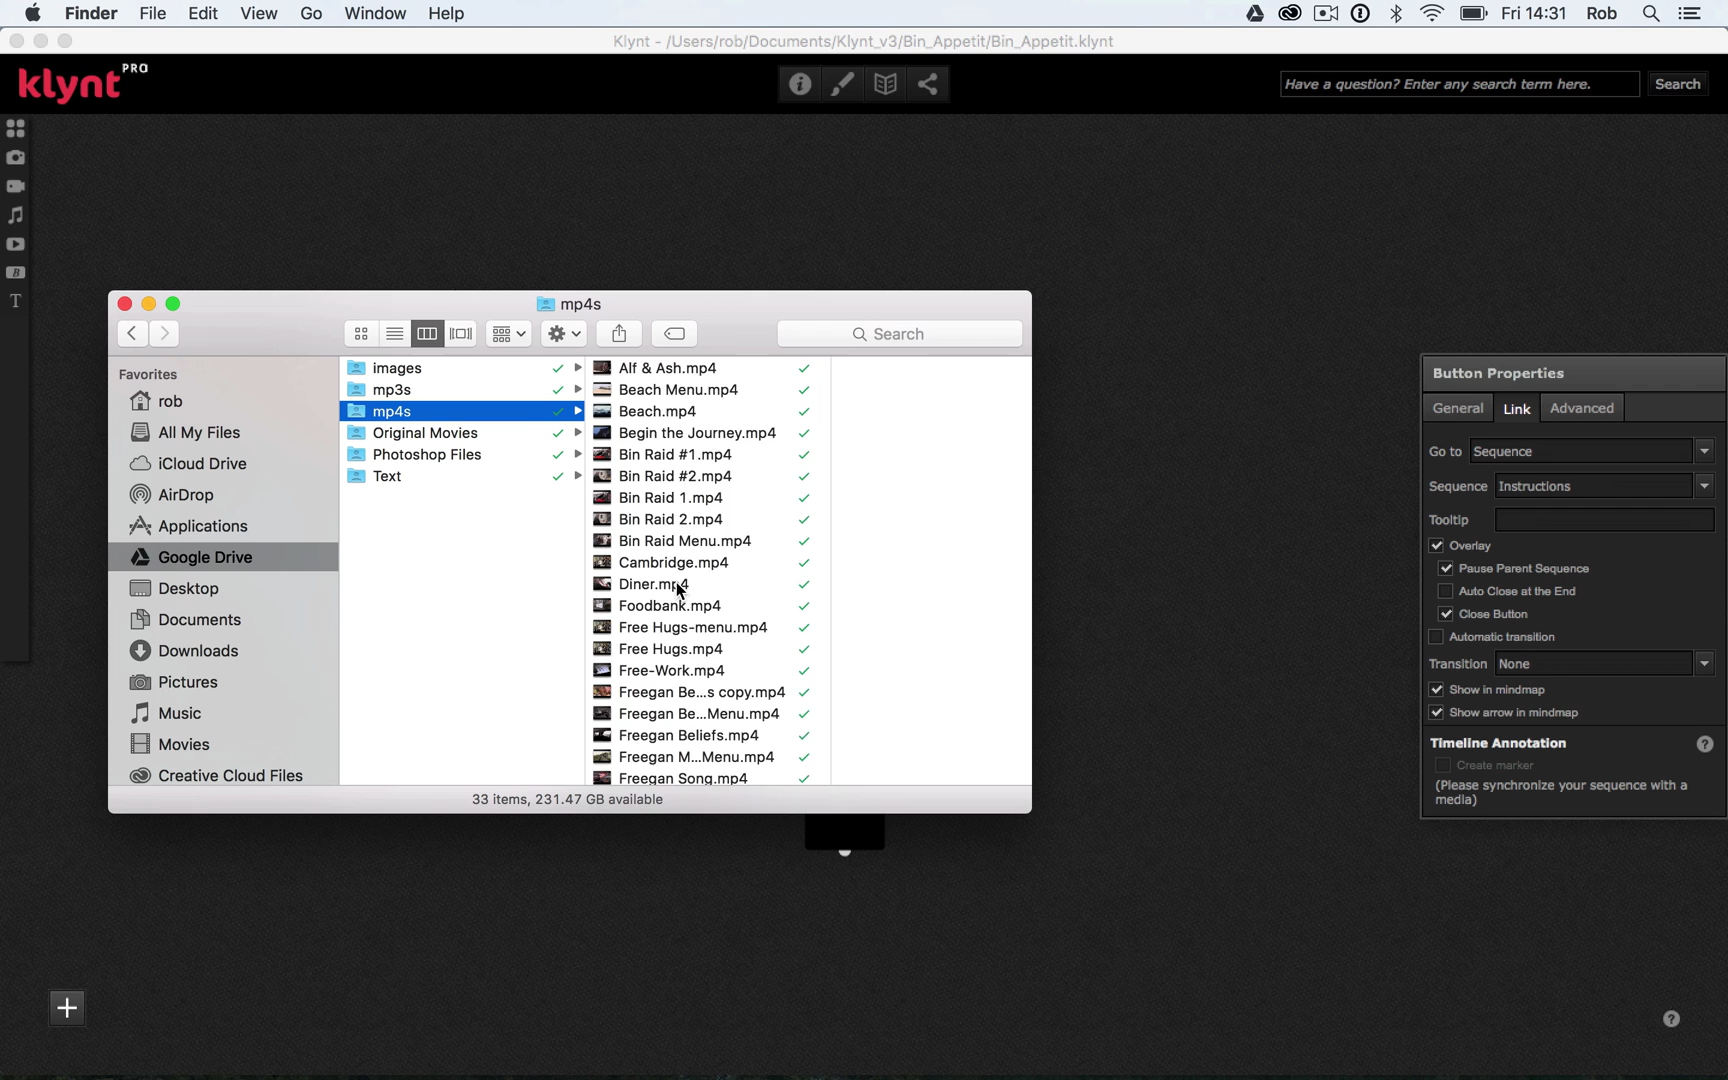 Finder File Edit View Go Window Help Fri 14:31 Rob
Klynt - /Users/rob/Documents/Klynt_v3/Bin_Appetit/Bin_Appetit.klynt
klynt PRO
Have a question? Enter any search term here. Search
B
T
mp4s
Search
Favorites
rob
All My Files
iCloud Drive
AirDrop
Applications
Google Drive
Desktop
Documents
Downloads
Pictures
Music
Movies
Creative Cloud Files
images
mp3s
mp4s
Original Movies
Photoshop Files
Text
Alf & Ash.mp4
Beach Menu.mp4
Beach.mp4
Begin the Journey.mp4
Bin Raid #1.mp4
Bin Raid #2.mp4
Bin Raid 1.mp4
Bin Raid 2.mp4
Bin Raid Menu.mp4
Cambridge.mp4
Diner.mp4
Foodbank.mp4
Free Hugs-menu.mp4
Free Hugs.mp4
Free-Work.mp4
Freegan Be...s copy.mp4
Freegan Be...Menu.mp4
Freegan Beliefs.mp4
Freegan M...Menu.mp4
Freegan Song.mp4
33 items, 231.47 GB available
Button Properties
General Link Advanced
Go to Sequence
Sequence Instructions
Tooltip
Overlay
Pause Parent Sequence
Auto Close at the End
Close Button
Automatic transition
Transition None
Show in mindmap
Show arrow in mindmap
Timeline Annotation ?
Create marker
(Please synchronize your sequence with a
media)
?